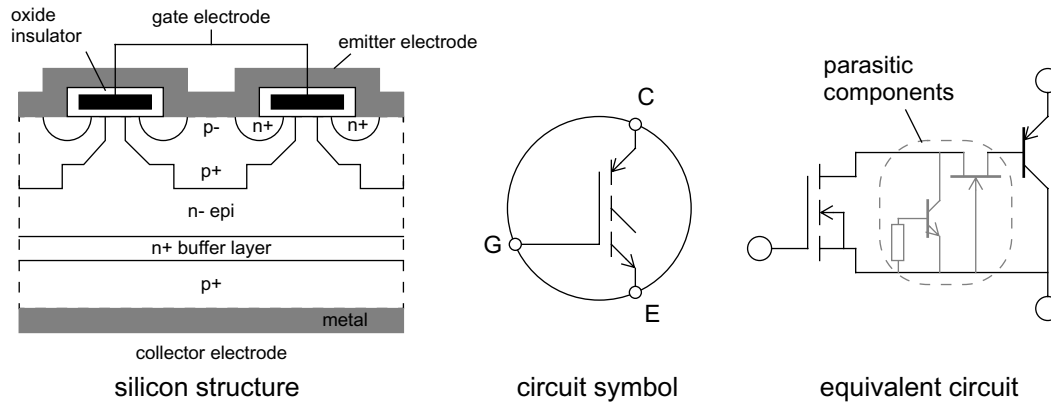 oxide
insulator
gate electrode
emitter electrode
p-
n+
n+
p+
n- epi
n+ buffer layer
p+
metal
collector electrode
silicon structure
C
G
E
circuit symbol
parasitic
components
equivalent circuit